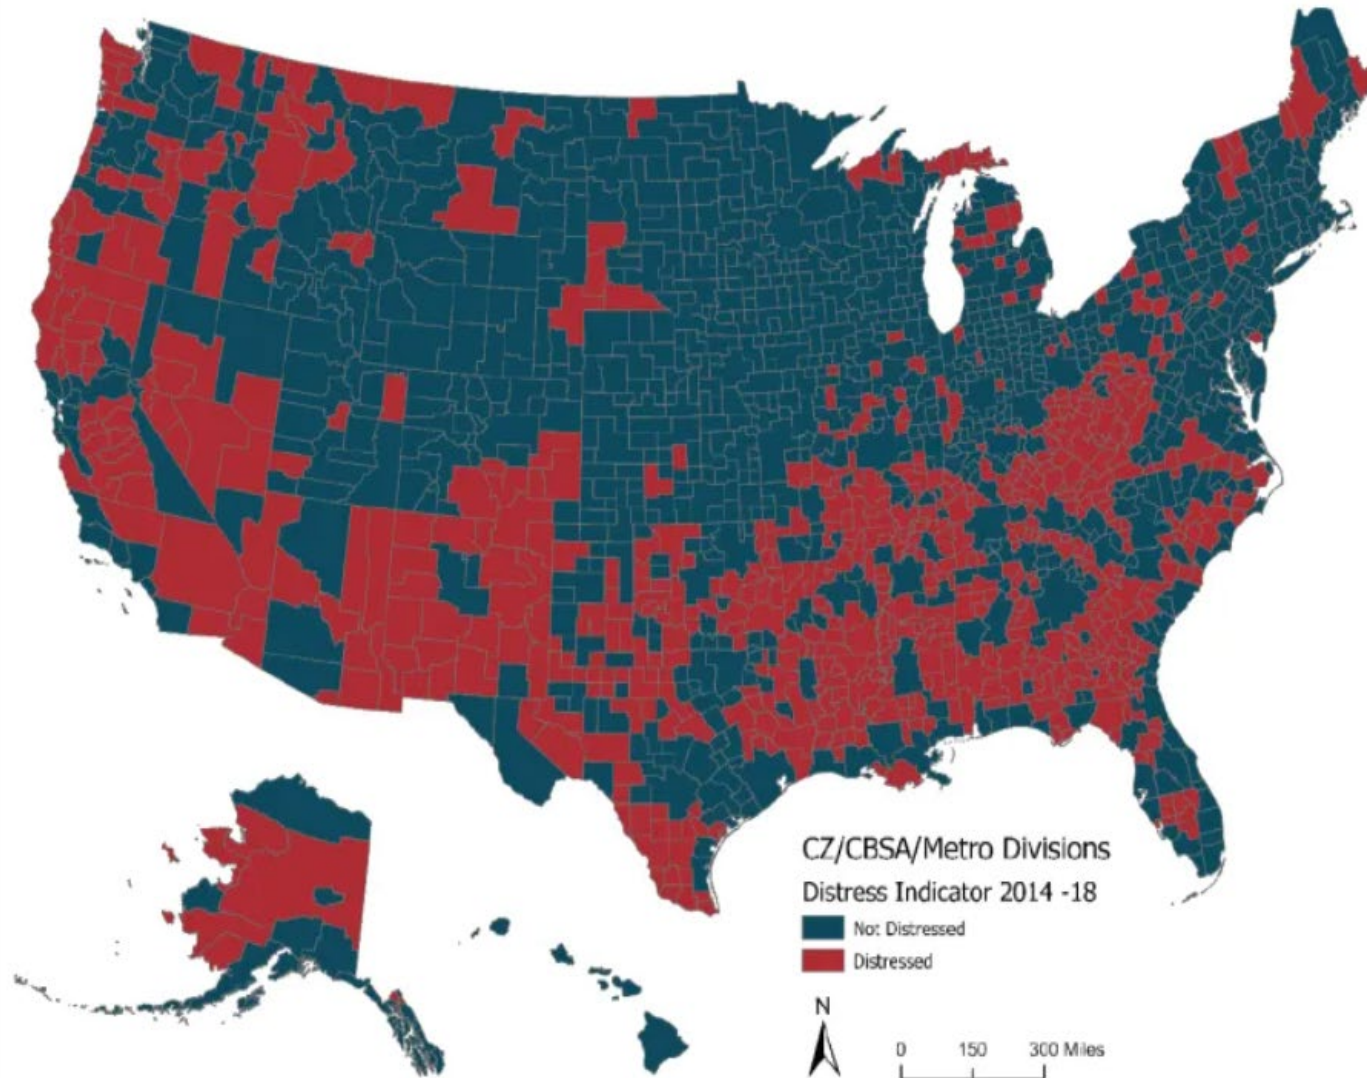 CZ/CBSA/Metro Divisions
Distress Indicator 2014 -18
Not Distressed
Distressed
N
0 150 300 Miles